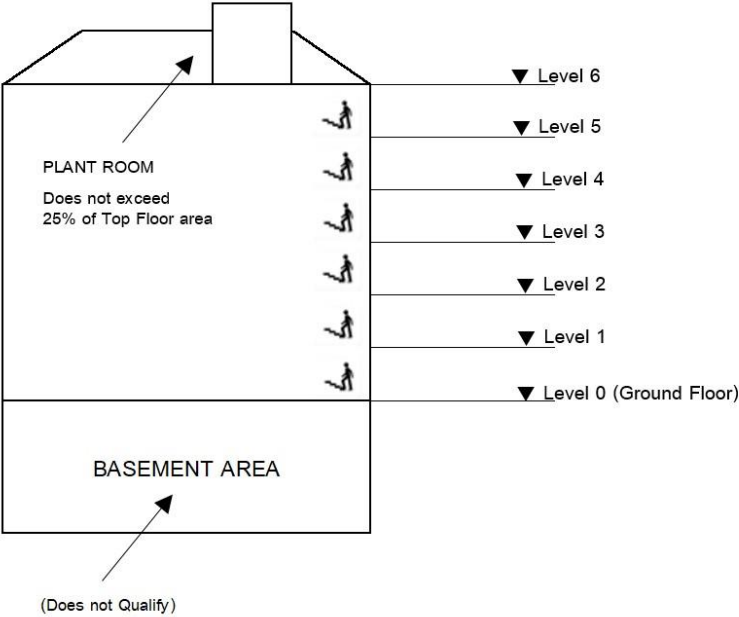 Level 6
Level 5
PLANT ROOM
Does not exceed
25% of Top Floor area
Level 4
Level 3
Level 2
Level 1
Level 0 (Ground Floor)
BASEMENT AREA
(Does not Qualify)